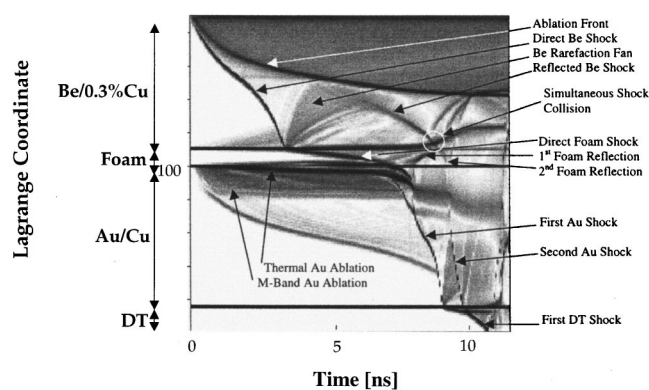 Ablation Front
Direct Be Shock
Be Rarefaction Fan
Reflected Be Shock
Simultaneous Shock
Collision
Direct Foam Shock
1st Foam Reflection
2nd Foam Reflection
First Au Shock
Second Au Shock
First DT Shock
Thermal Au Ablation
M-Band Au Ablation
Lagrange Coordinate
Be/0.3%Cu
Foam
100
Au/Cu
DT
0
5
10
Time [ns]